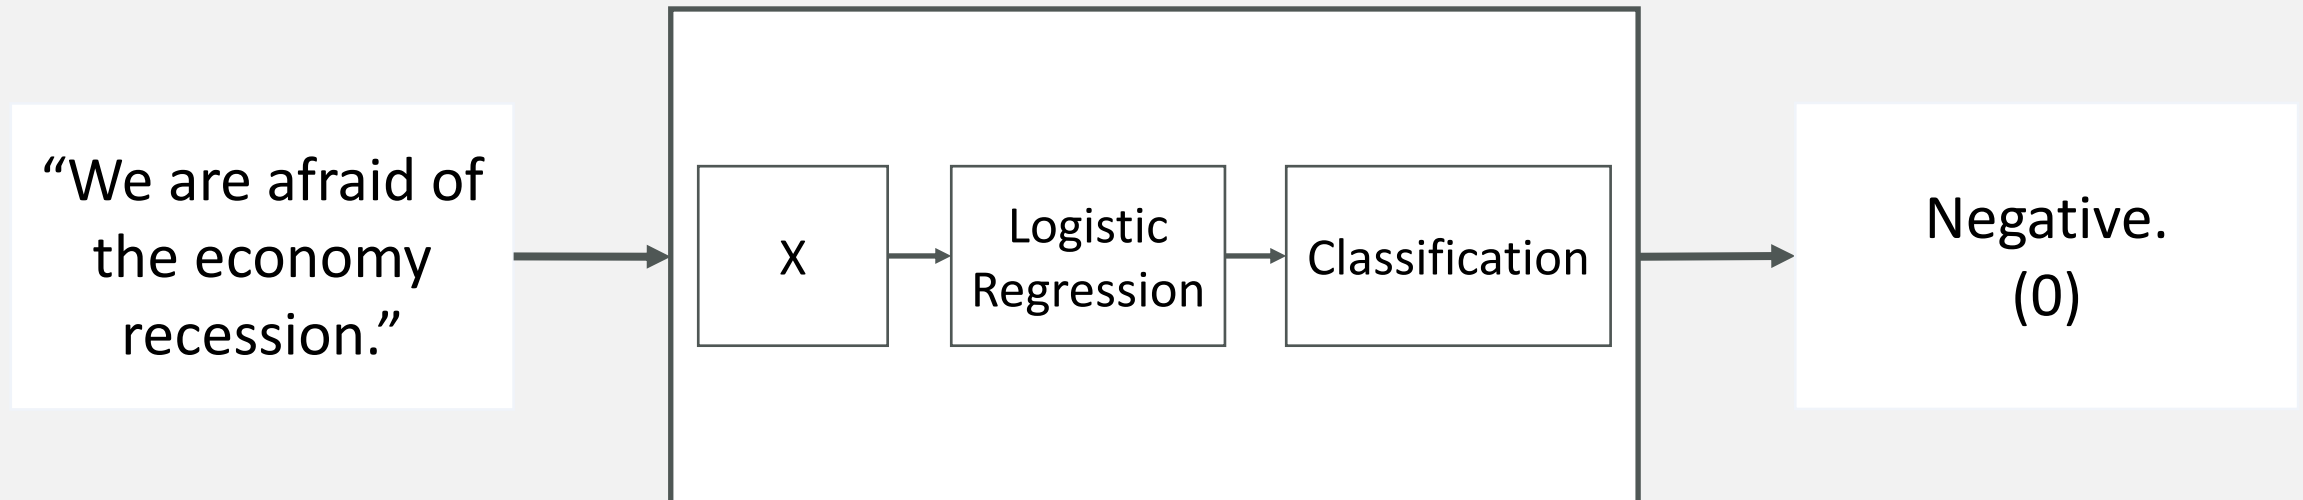 “We are afraid of
the economy
recession.”
X
Logistic
Regression
Classification
Negative.
(0)